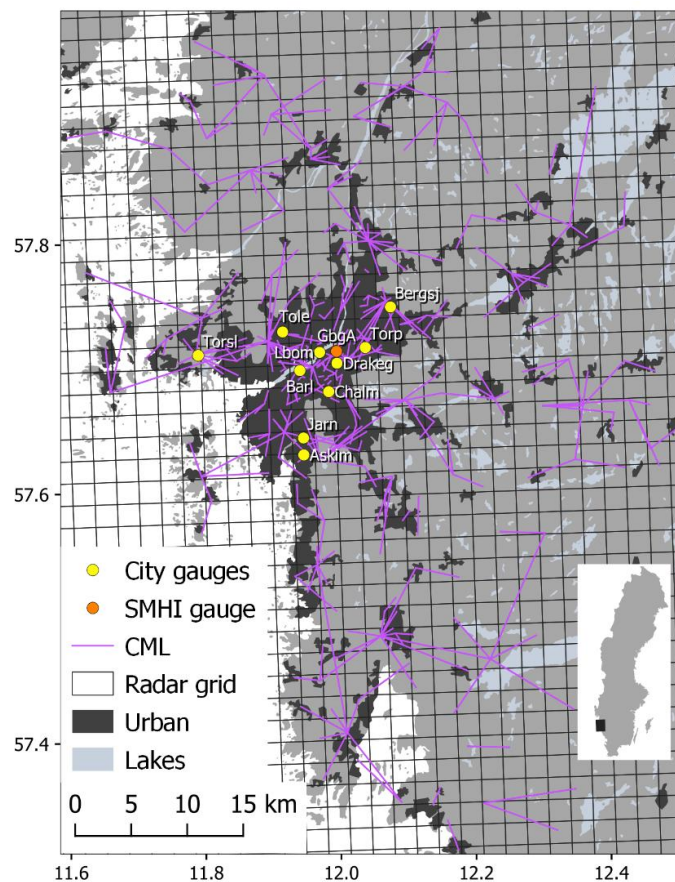 57.8
Bergsj
Tole
GbgA
Torp
Torsl
Lbom
Drakeg
Barl
Chalm
Jarn
Askim
57.6
City gauges
SMHI gauge
CML
Radar grid
Urban
57.4
Lakes
0 5 10 15 km
11.6 11.8 12.0 12.2 12.4